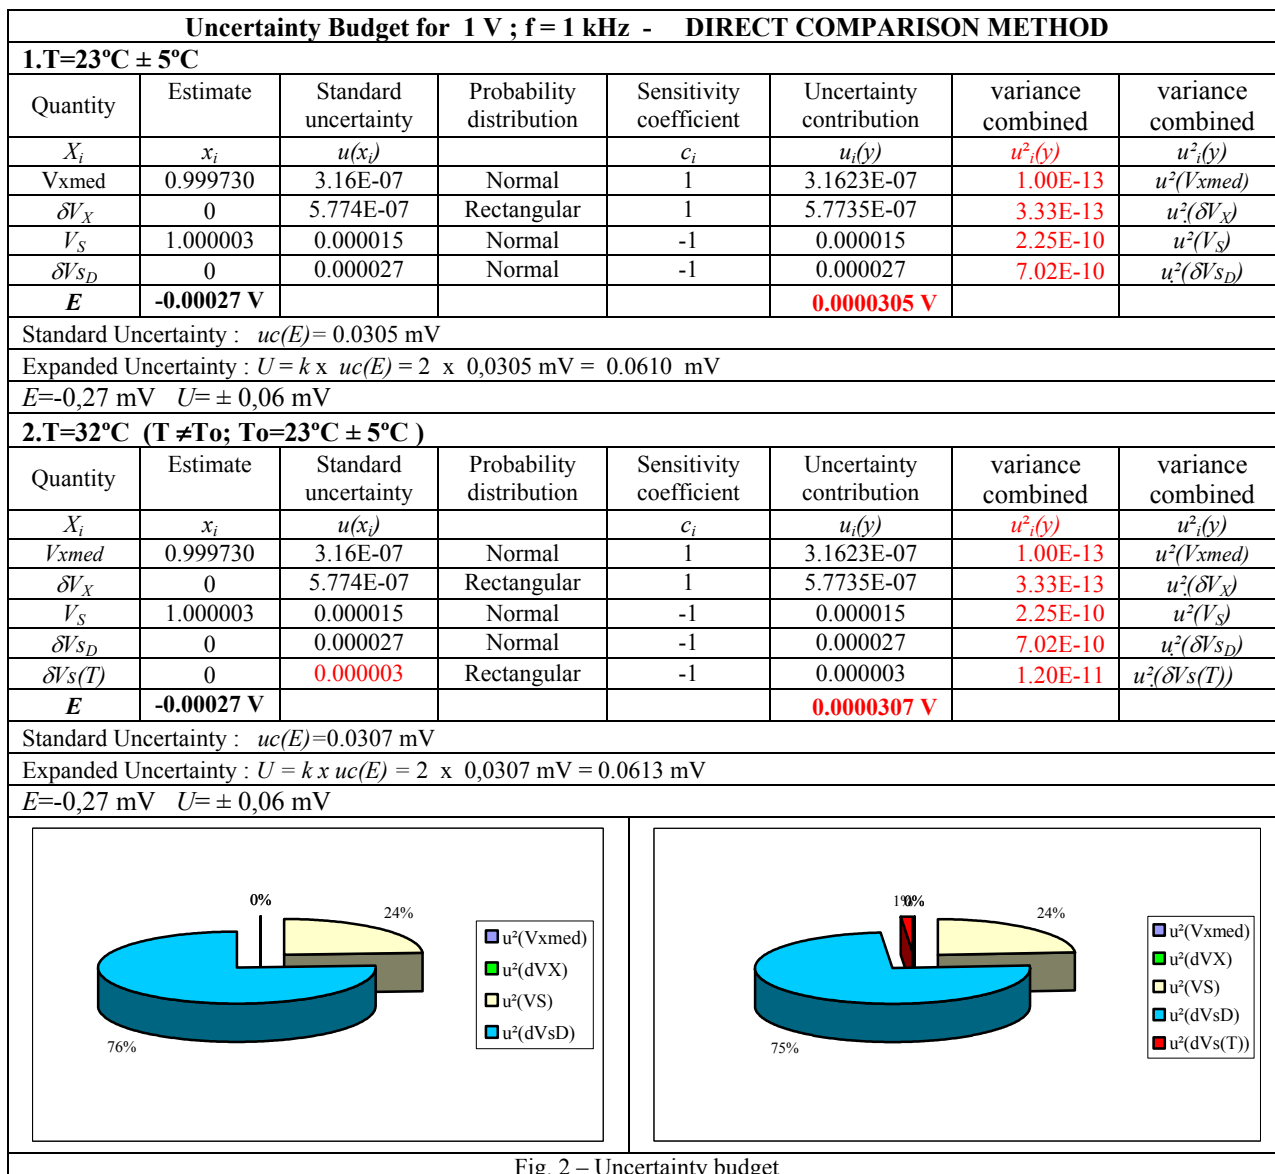 Uncertainty Budget for 1 V ; f = 1 kHz - DIRECT COMPARISON METHOD
1.T=23ºC ± 5ºC
Quantity Estimate Standard uncertainty Probability distribution Sensitivity coefficient Uncertainty contribution variance combined variance combined
Xi xi u(xi) ci ui(y) u²i(y) u²i(y)
Vxmed 0.999730 3.16E-07 Normal 1 3.1623E-07 1.00E-13 u²(Vxmed)
δVX 0 5.774E-07 Rectangular 1 5.7735E-07 3.33E-13 u²(δVX)
VS 1.000003 0.000015 Normal -1 0.000015 2.25E-10 u²(VS)
δVsD 0 0.000027 Normal -1 0.000027 7.02E-10 u²(δVsD)
E -0.00027 V 0.0000305 V
Standard Uncertainty : uc(E)= 0.0305 mV
Expanded Uncertainty : U = k x uc(E) = 2 x 0,0305 mV = 0.0610 mV
E=-0,27 mV U= ± 0,06 mV
2.T=32ºC (T ≠To; To=23ºC ± 5ºC )
Quantity Estimate Standard uncertainty Probability distribution Sensitivity coefficient Uncertainty contribution variance combined variance combined
Xi xi u(xi) ci ui(y) u²i(y) u²i(y)
Vxmed 0.999730 3.16E-07 Normal 1 3.1623E-07 1.00E-13 u²(Vxmed)
δVX 0 5.774E-07 Rectangular 1 5.7735E-07 3.33E-13 u²(δVX)
VS 1.000003 0.000015 Normal -1 0.000015 2.25E-10 u²(VS)
δVsD 0 0.000027 Normal -1 0.000027 7.02E-10 u²(δVsD)
δVs(T) 0 0.000003 Rectangular -1 0.000003 1.20E-11 u²(δVs(T))
E -0.00027 V 0.0000307 V
Standard Uncertainty : uc(E)=0.0307 mV
Expanded Uncertainty : U = k x uc(E) = 2 x 0,0307 mV = 0.0613 mV
E=-0,27 mV U= ± 0,06 mV
0%
24%
76%
u²(Vxmed)
u²(dVX)
u²(VS)
u²(dVsD)
1% 0%
24%
75%
u²(Vxmed)
u²(dVX)
u²(VS)
u²(dVsD)
u²(dVs(T))
Fig. 2 – Uncertainty budget